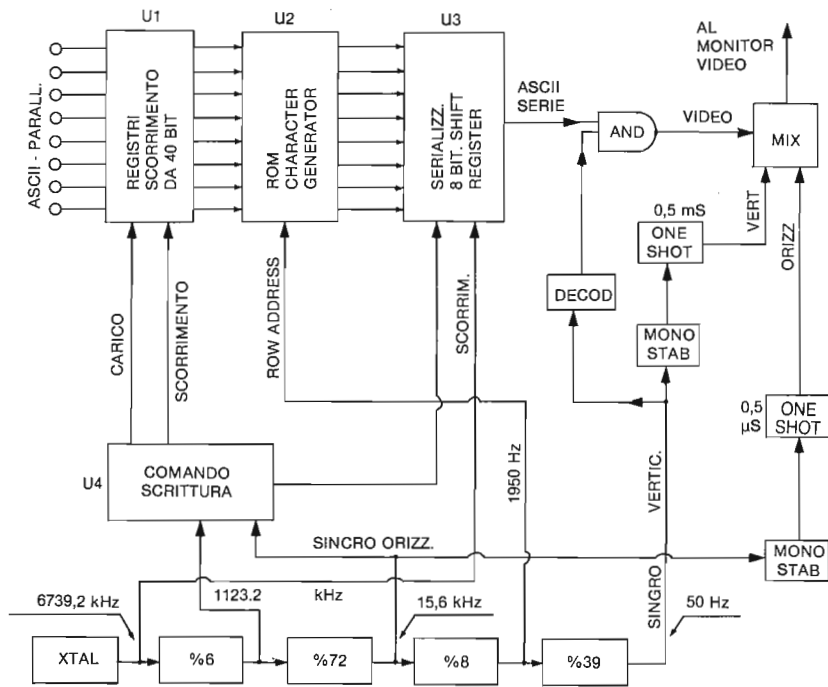 U1
U2
U3
ASCII - PARALL.
REGISTRI
SCORRIMENTO
DA 40 BIT
ROM
CHARACTER
GENERATOR
SERIALIZZ.
8 BIT. SHIFT
REGISTER
ASCII
SERIE
AND
VIDEO
AL
MONITOR
VIDEO
MIX
0,5 mS
ONE
SHOT
VERT
ORIZZ
DECOD
MONO
STAB
0,5
µS
ONE
SHOT
CARICO
SCORRIMENTO
ROW ADDRESS
SCORRIM.
U4
COMANDO
SCRITTURA
1950 Hz
SINGRO VERTIC.
SINCRO ORIZZ.
MONO
STAB
6739,2 kHz
1123.2 kHz
15,6 kHz
50 Hz
XTAL
%6
%72
%8
%39